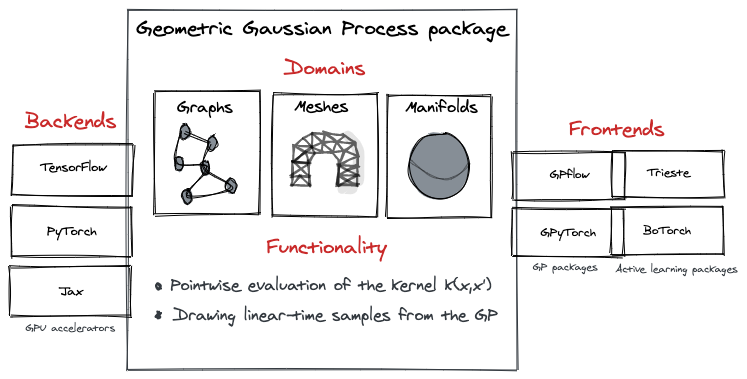 Geometric Gaussian Process package
Domains
Graphs
Meshes
Manifolds
Backends
TensorFlow
PyTorch
Jax
GPU accelerators
Functionality
• Pointwise evaluation of the kernel k(x,x')
• Drawing linear-time samples from the GP
Frontends
GPflow
Trieste
GPyTorch
BoTorch
GP packages
Active learning packages